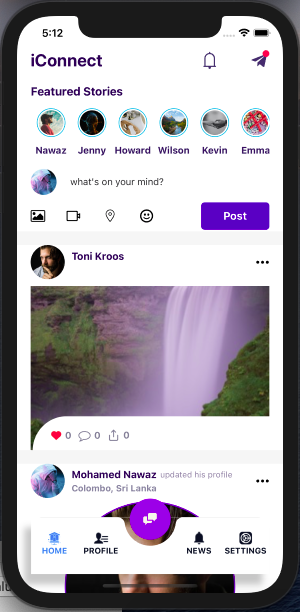 5:12
iConnect
Featured Stories
Nawaz Jenny Howard Wilson Kevin Emma
what's on your mind?
Post
Toni Kroos
0 0 0
Mohamed Nawaz updated his profile
Colombo, Sri Lanka
HOME PROFILE NEWS SETTINGS